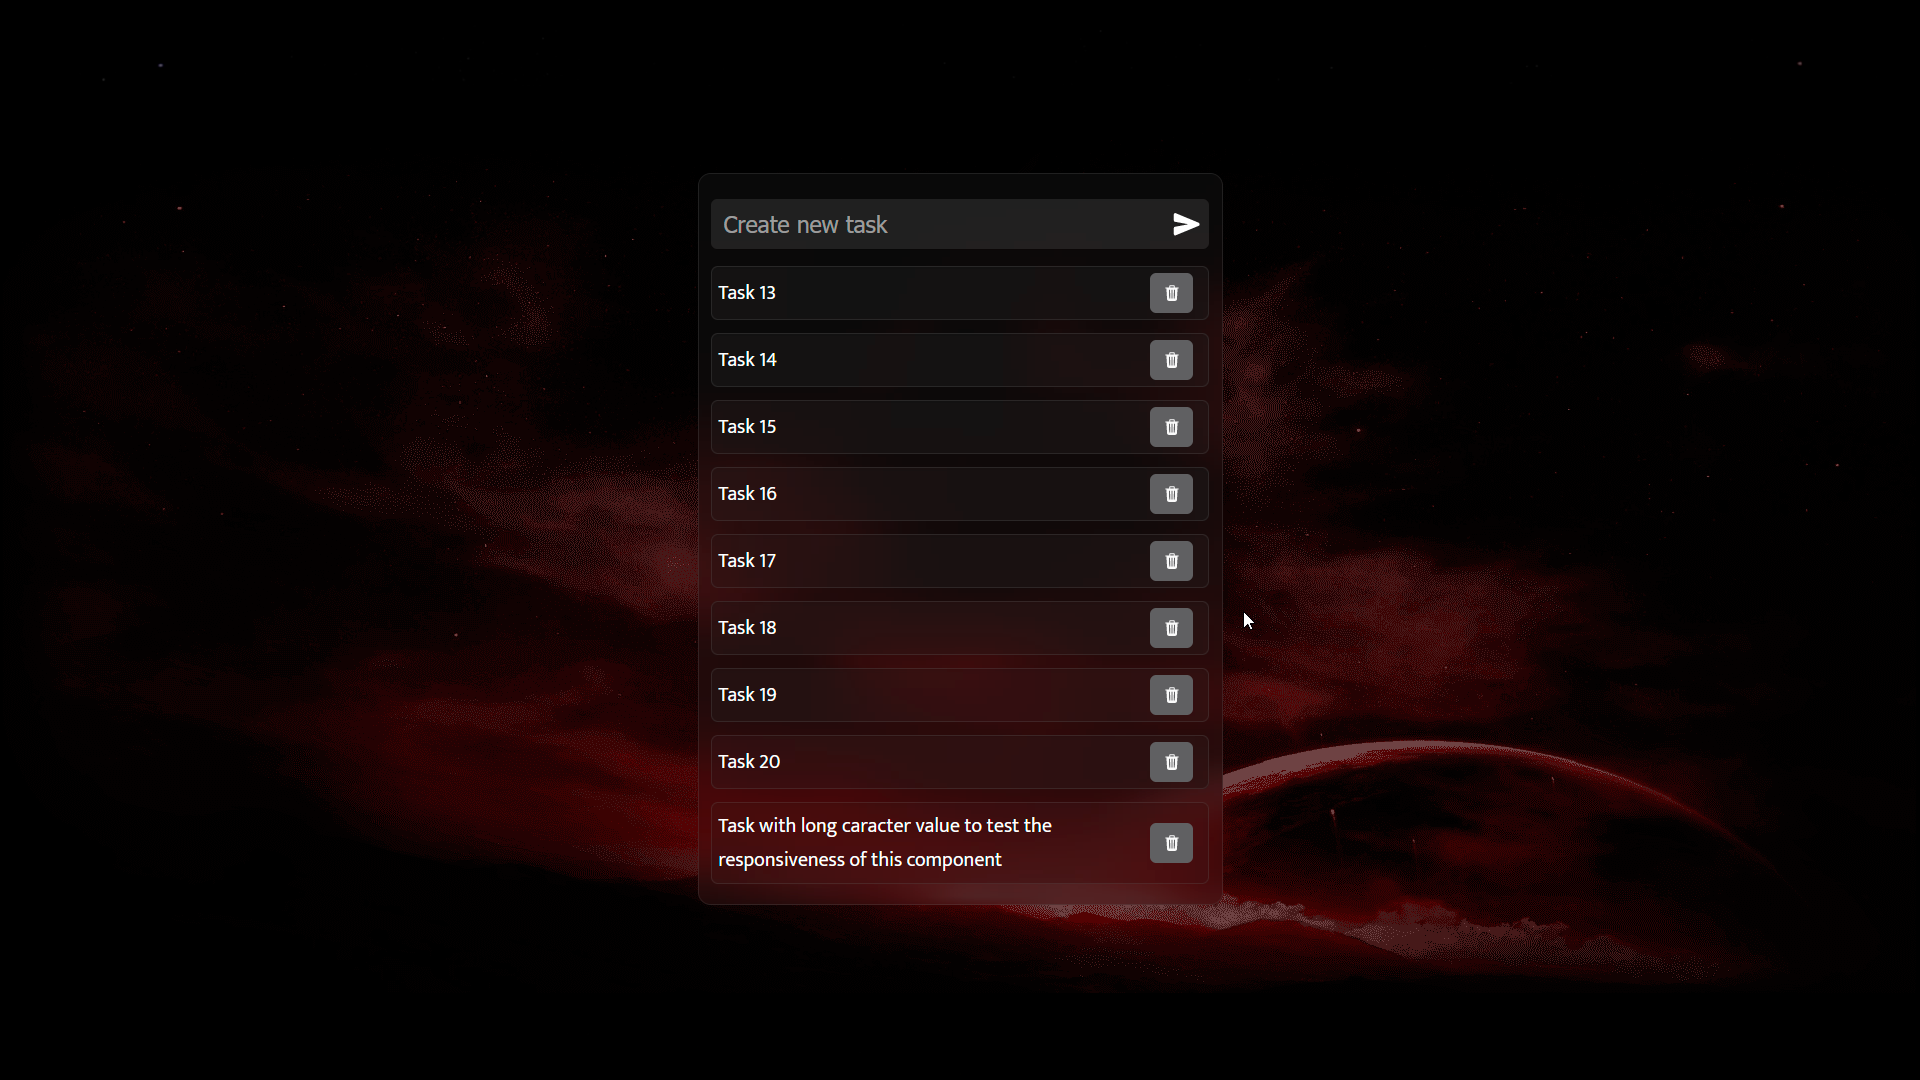 Create new task
Task 13
Task 14
Task 15
Task 16
Task 17
Task 18
Task 19
Task 20
Task with long caracter value to test the
responsiveness of this component